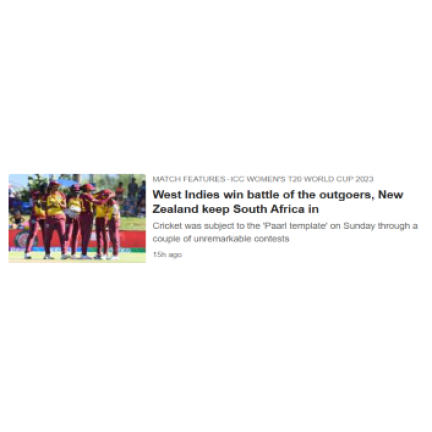 MATCH FEATURES - ICC WOMEN'S T20 WORLD CUP 2023
West Indies win battle of the outgoers, New
Zealand keep South Africa in
Cricket was subject to the 'Paarl template' on Sunday through a
couple of unremarkable contests
15h ago